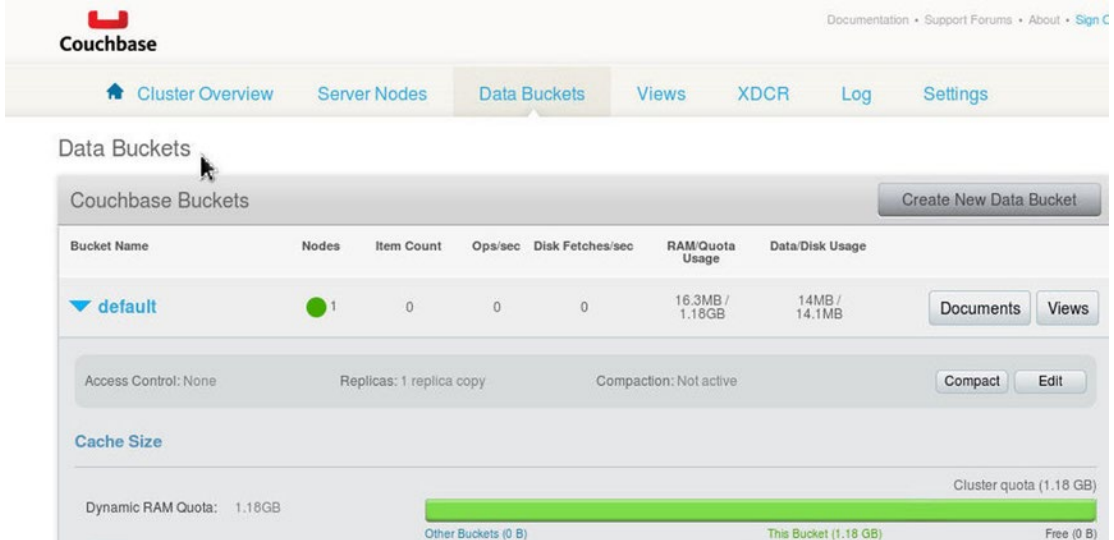 Couchbase
Documentation • Support Forums • About • Sign
Cluster Overview Server Nodes Data Buckets Views XDCR Log Settings
Data Buckets
Couchbase Buckets Create New Data Bucket
Bucket Name Nodes Item Count Ops/sec Disk Fetches/sec RAM/Quota Usage Data/Disk Usage
default 1 0 0 0 16.3MB / 1.18GB 14MB / 14.1MB Documents Views
Access Control: None Replicas: 1 replica copy Compaction: Not active Compact Edit
Cache Size
Cluster quota (1.18 GB)
Dynamic RAM Quota: 1.18GB
Other Buckets (0 B) This Bucket (1.18 GB) Free (0 B)